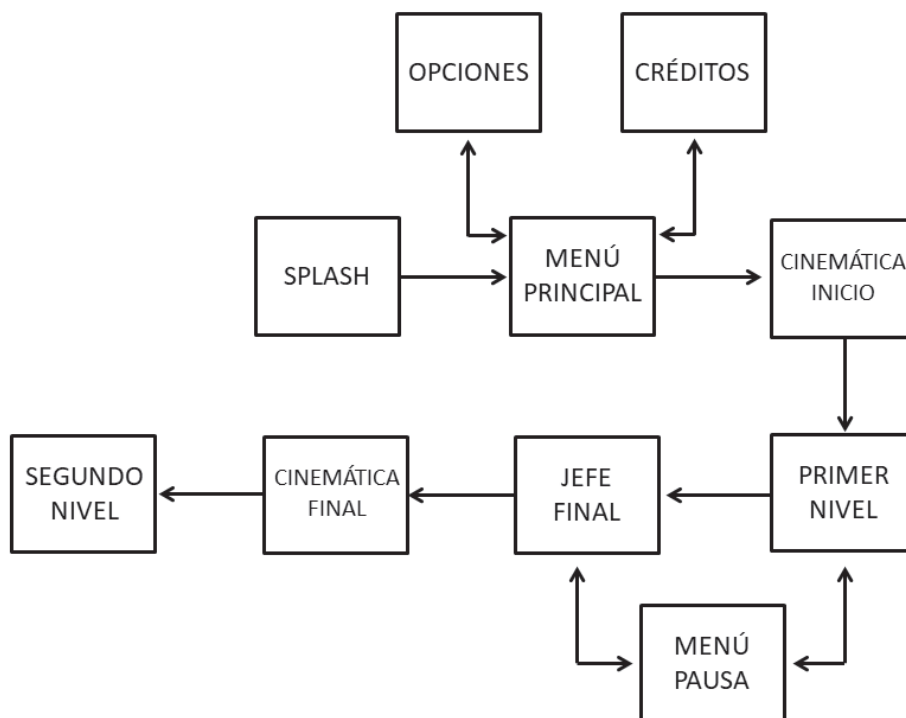 OPCIONES
CRÉDITOS
SPLASH
MENÚ
PRINCIPAL
CINEMÁTICA
INICIO
SEGUNDO
NIVEL
CINEMÁTICA
FINAL
JEFE
FINAL
PRIMER
NIVEL
MENÚ
PAUSA